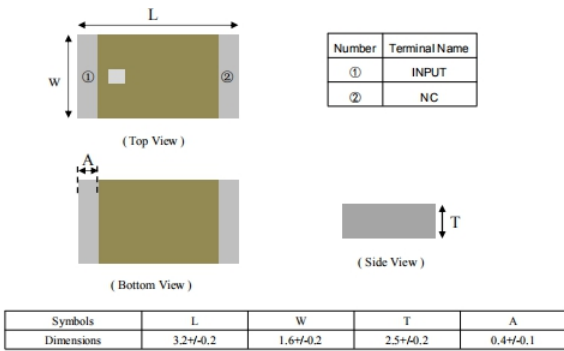 L
W
①
②
( Top View )
Number Terminal Name
① INPUT
② NC
A
( Bottom View )
T
( Side View )
Symbols L W T A
Dimensions 3.2+/-0.2 1.6+/-0.2 2.5+/-0.2 0.4+/-0.1